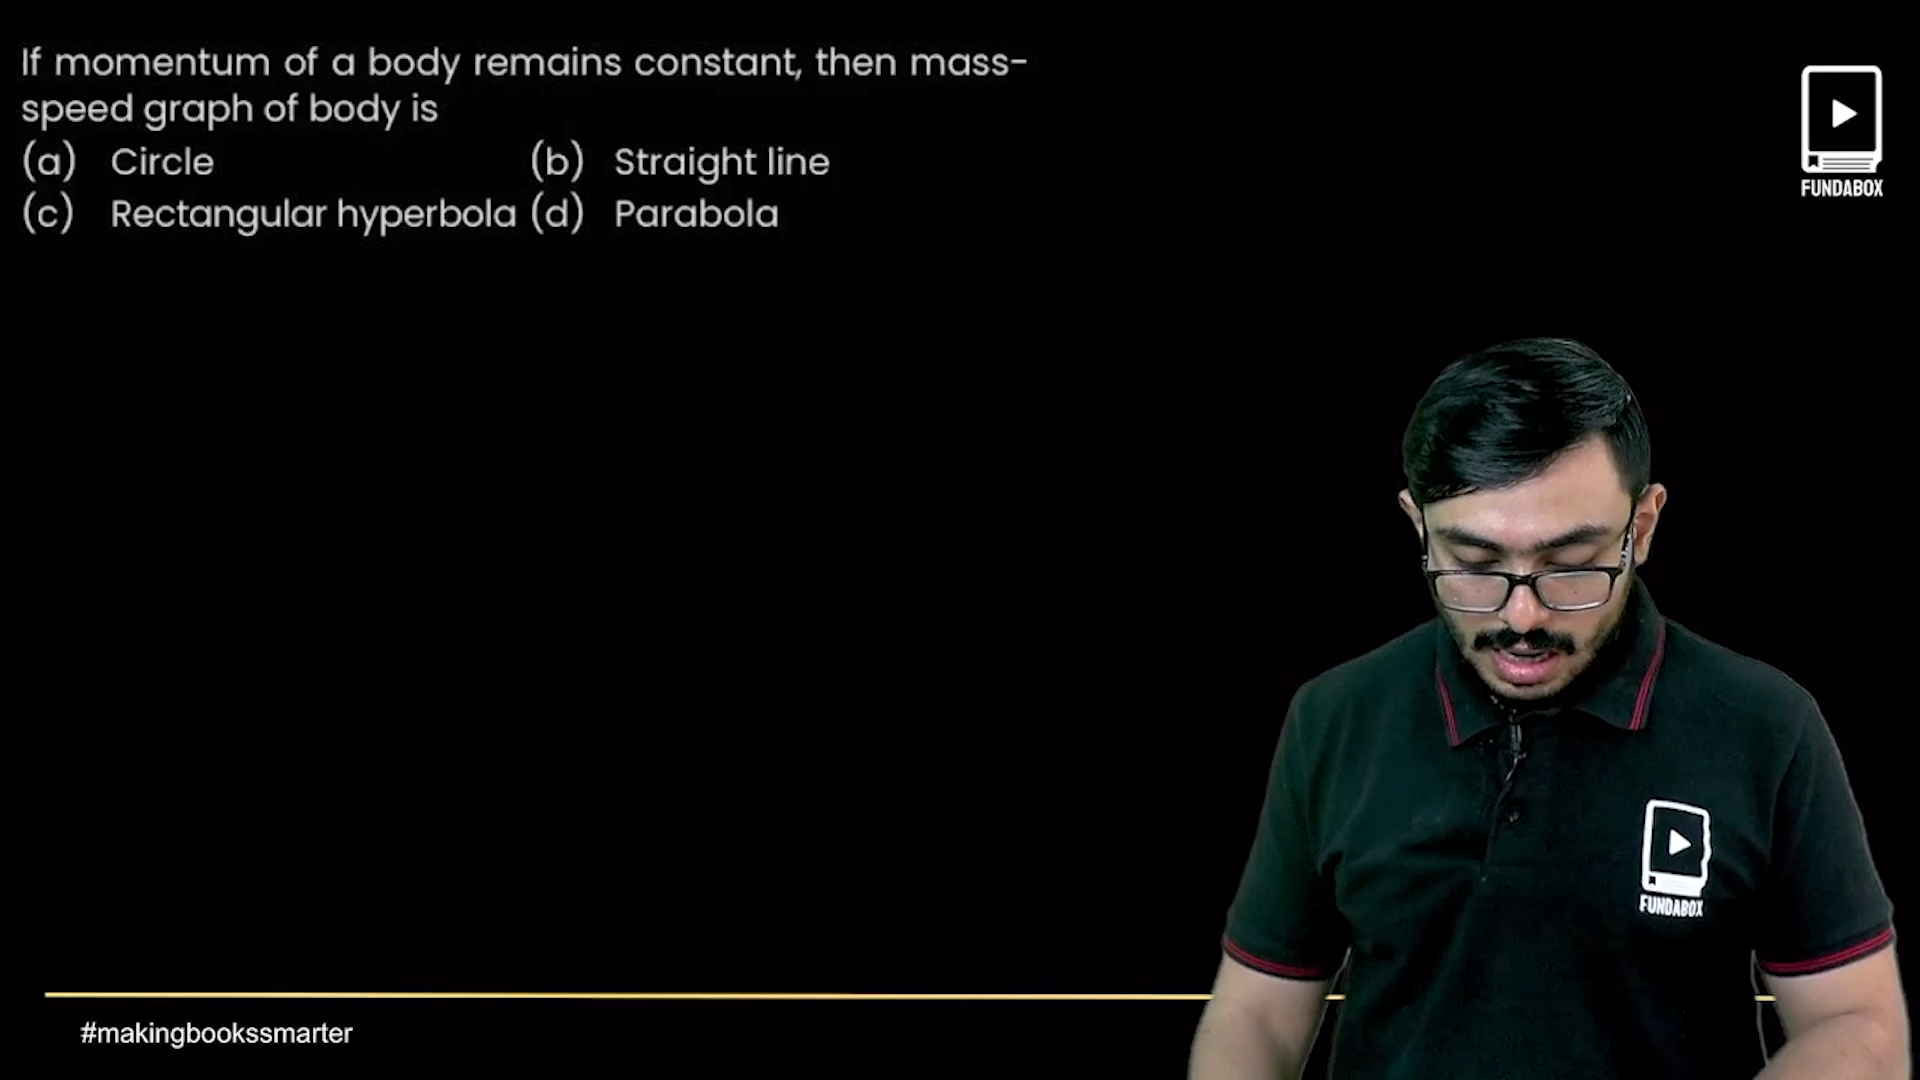 If momentum of a body remains constant, then mass-
speed graph of body is
(a) Circle (b) Straight line
(c) Rectangular hyperbola (d) Parabola
FUNDABOX
FUNDABOX
#makingbookssmarter